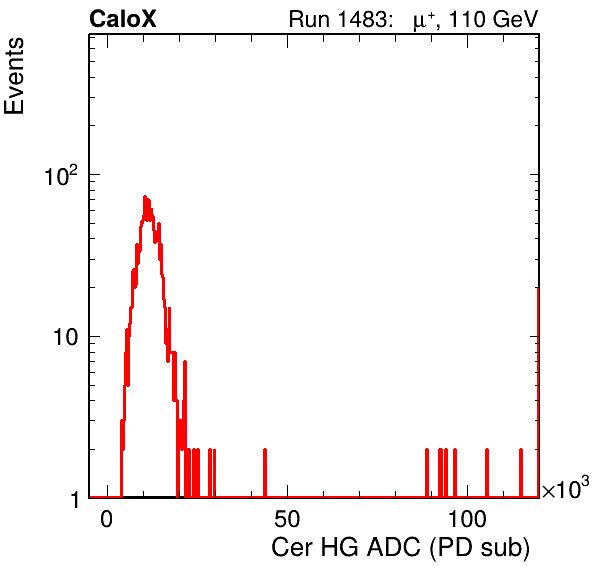 CaloX Run 1483: μ⁺, 110 GeV
Events
10²
10
1
0 50 100 ×10³
Cer HG ADC (PD sub)